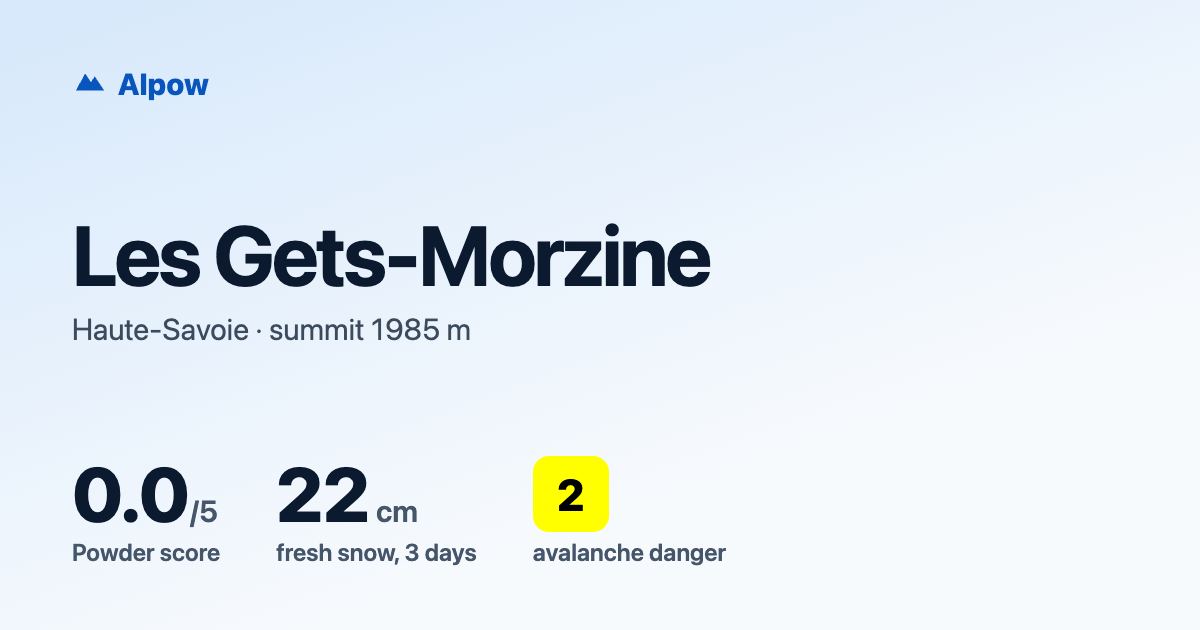 Alpow
Les Gets-Morzine
Haute-Savoie · summit 1985 m
0.0/5
Powder score
22 cm
fresh snow, 3 days
2
avalanche danger